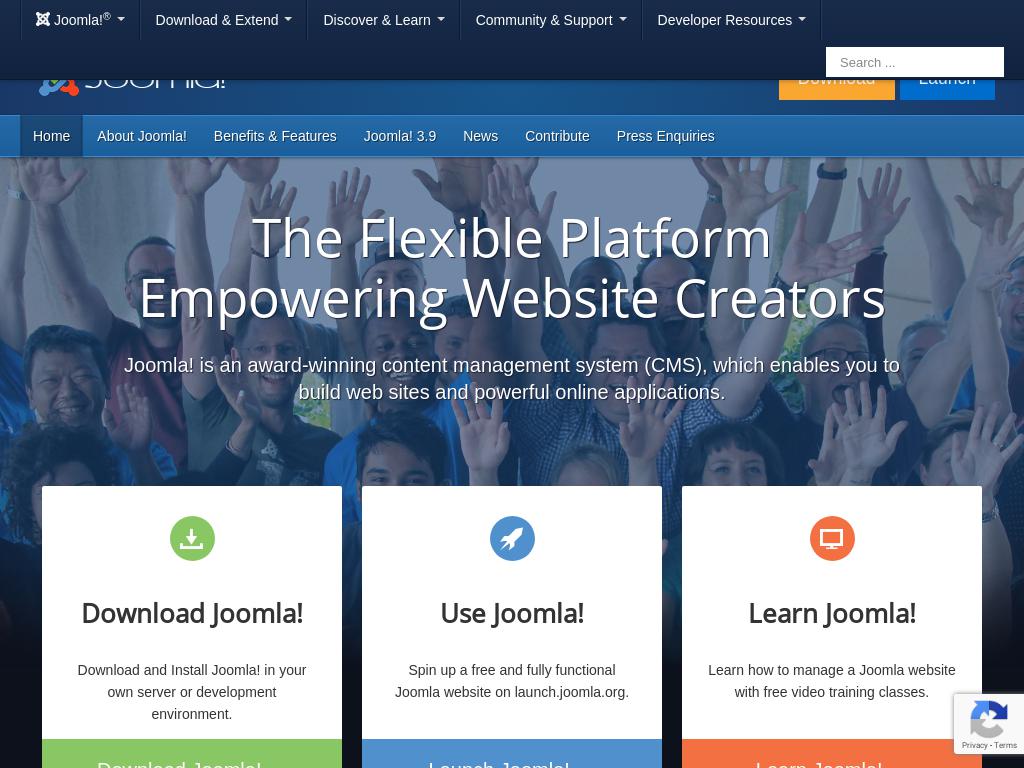 Joomla!®
Download & Extend
Discover & Learn
Community & Support
Developer Resources
Search ...
Joomla!
Download
Launch
Home
About Joomla!
Benefits & Features
Joomla! 3.9
News
Contribute
Press Enquiries
The Flexible Platform
Empowering Website Creators
Joomla! is an award-winning content management system (CMS), which enables you to
build web sites and powerful online applications.
Download Joomla!
Download and Install Joomla! in your
own server or development
environment.
Download Joomla!
Use Joomla!
Spin up a free and fully functional
Joomla website on launch.joomla.org.
Launch Joomla!
Learn Joomla!
Learn how to manage a Joomla website
with free video training classes.
Learn Joomla!
Privacy - Terms